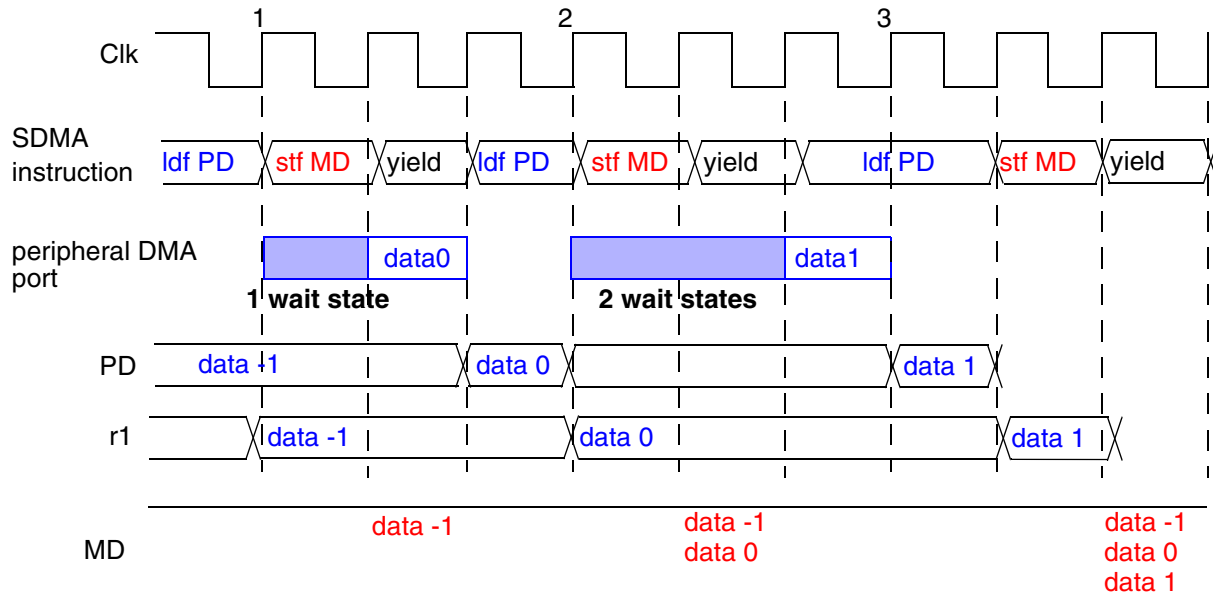 1 2 3
Clk
SDMA
instruction
ldf PD stf MD yield ldf PD stf MD yield ldf PD stf MD yield
peripheral DMA
port
data0 data1
1 wait state 2 wait states
PD
data -1 data 0 data 1
r1
data -1 data 0 data 1
MD
data -1 data -1 data -1
data 0 data 0
data 1